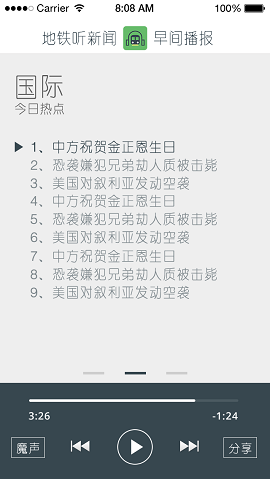 Carrier 8:08 AM 100%
地铁听新闻 早间播报
国际
今日热点
1、中方祝贺金正恩生日
2、恐袭嫌犯兄弟劫人质被击毙
3、美国对叙利亚发动空袭
4、中方祝贺金正恩生日
5、恐袭嫌犯兄弟劫人质被击毙
6、美国对叙利亚发动空袭
7、中方祝贺金正恩生日
8、恐袭嫌犯兄弟劫人质被击毙
9、美国对叙利亚发动空袭
3:26 -1:24
魔声 分享